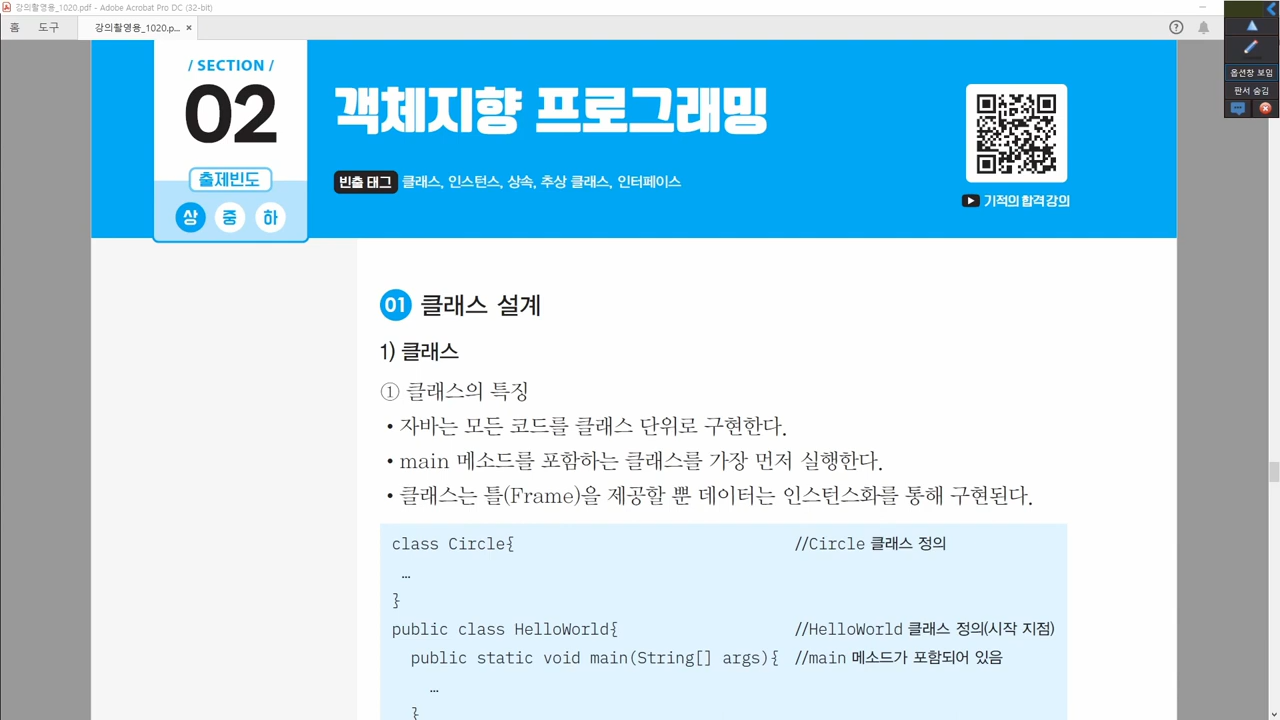 강의촬영용_1020.pdf - Adobe Acrobat Pro DC (32-bit)
홈 도구 강의촬영용_1020.p... ×
옵션창 보임
판서 숨김
/ SECTION /
02
출제빈도
상 중 하
객체지향 프로그래밍
빈출 태그 클래스, 인스턴스, 상속, 추상 클래스, 인터페이스
기적의 합격 강의
01 클래스 설계
1) 클래스
① 클래스의 특징
• 자바는 모든 코드를 클래스 단위로 구현한다.
• main 메소드를 포함하는 클래스를 가장 먼저 실행한다.
• 클래스는 틀(Frame)을 제공할 뿐 데이터는 인스턴스화를 통해 구현된다.
class Circle{ //Circle 클래스 정의
…
}
public class HelloWorld{ //HelloWorld 클래스 정의(시작 지점)
public static void main(String[] args){ //main 메소드가 포함되어 있음
…
}